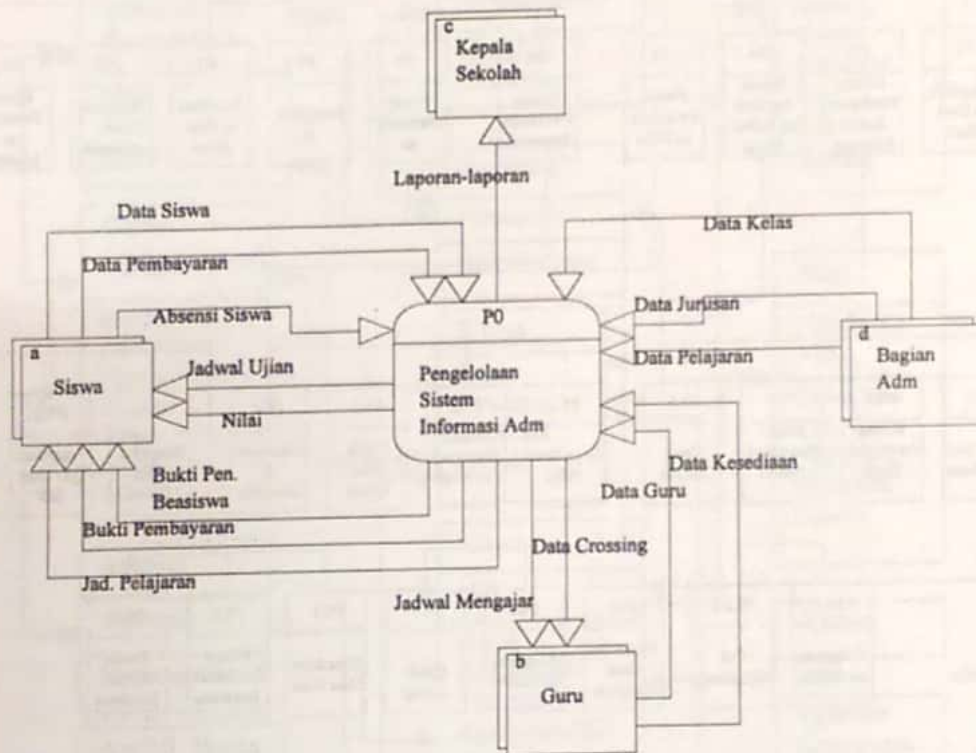 c
Kepala
Sekolah
Laporan-laporan
Data Siswa
Data Kelas
Data Pembayaran
Absensi Siswa
P0
Data Jurusan
a
Siswa
Jadwal Ujian
Pengelolaan
Sistem
Informasi Adm
Data Pelajaran
d
Bagian
Adm
Nilai
Bukti Pen.
Beasiswa
Data Kesediaan
Data Guru
Bukti Pembayaran
Data Crossing
Jad. Pelajaran
Jadwal Mengajar
b
Guru